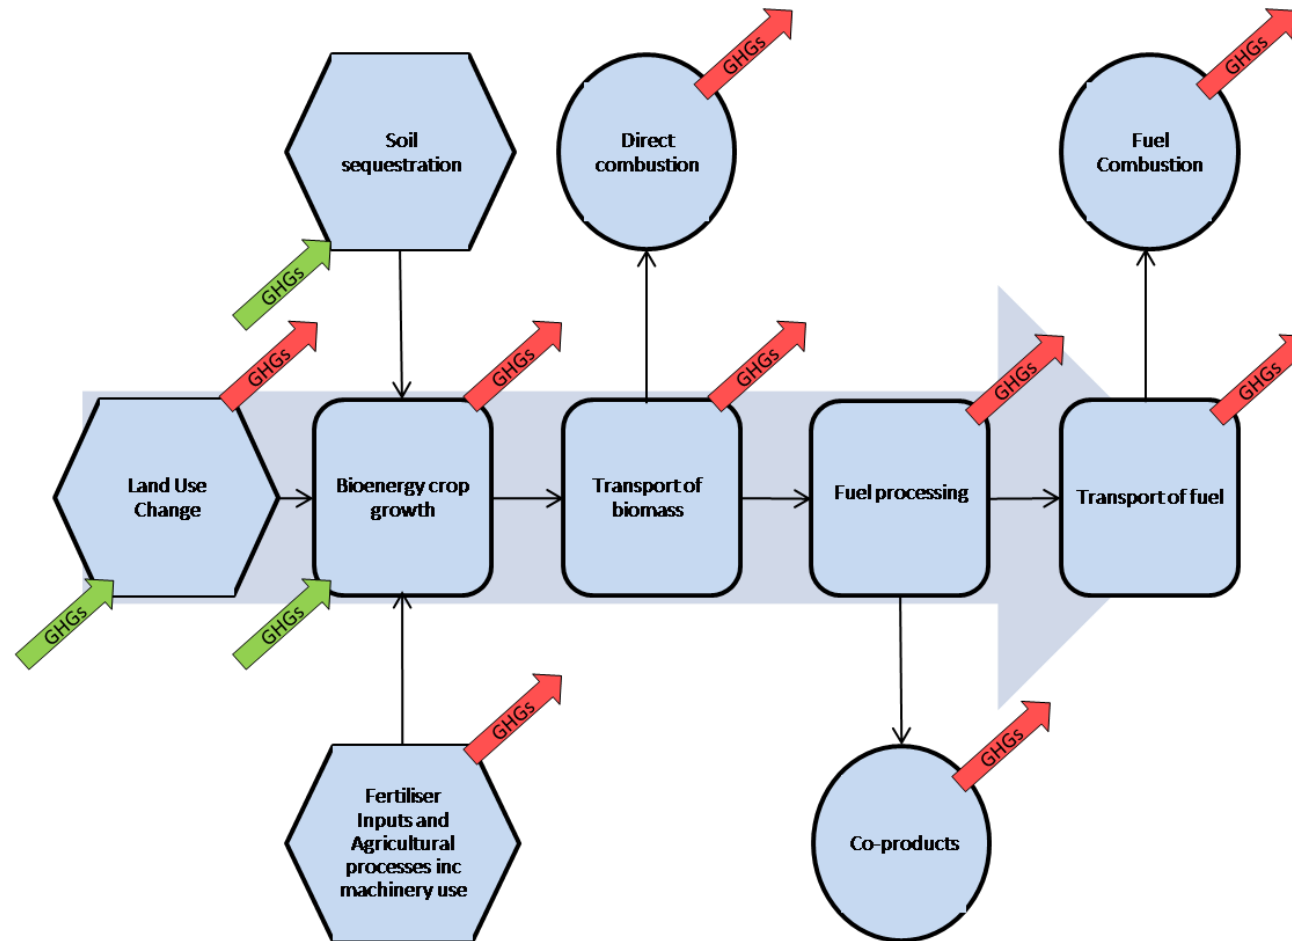 GHGs
GHGs
Soil
sequestration
Direct
combustion
Fuel
Combustion
GHGs
GHGs
GHGs
GHGs
GHGs
GHGs
Land Use
Change
Bioenergy crop
growth
Transport of
biomass
Fuel processing
Transport of fuel
GHGs
GHGs
GHGs
GHGs
Fertiliser
Inputs and
Agricultural
processes inc
machinery use
Co-products